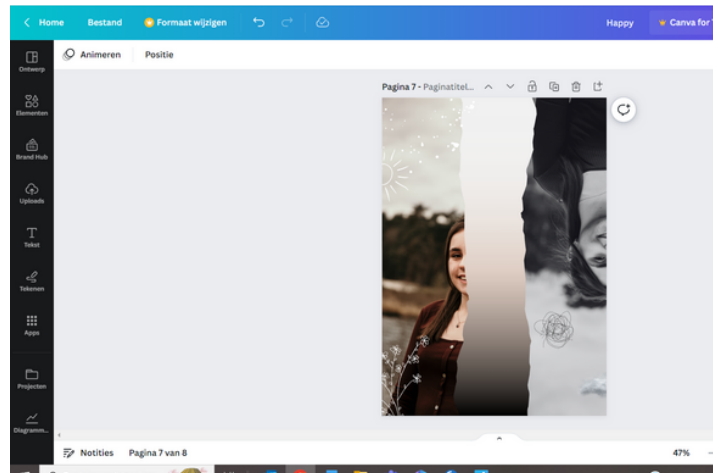 Home Bestand Formaat wijzigen Happy Canva for
Animeren Positie
Ontwerp
Elementen
Brand Hub
Uploads
Tekst
Tekenen
Apps
Projecten
Diagramm...
Pagina 7 - Paginatitel...
Notities Pagina 7 van 8 47%